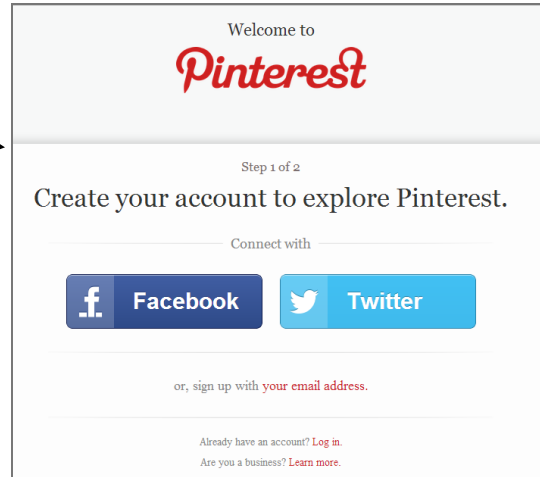 Welcome to
Pinterest
Step 1 of 2
Create your account to explore Pinterest.
Connect with
Facebook
Twitter
or, sign up with your email address.
Already have an account? Log in.
Are you a business? Learn more.